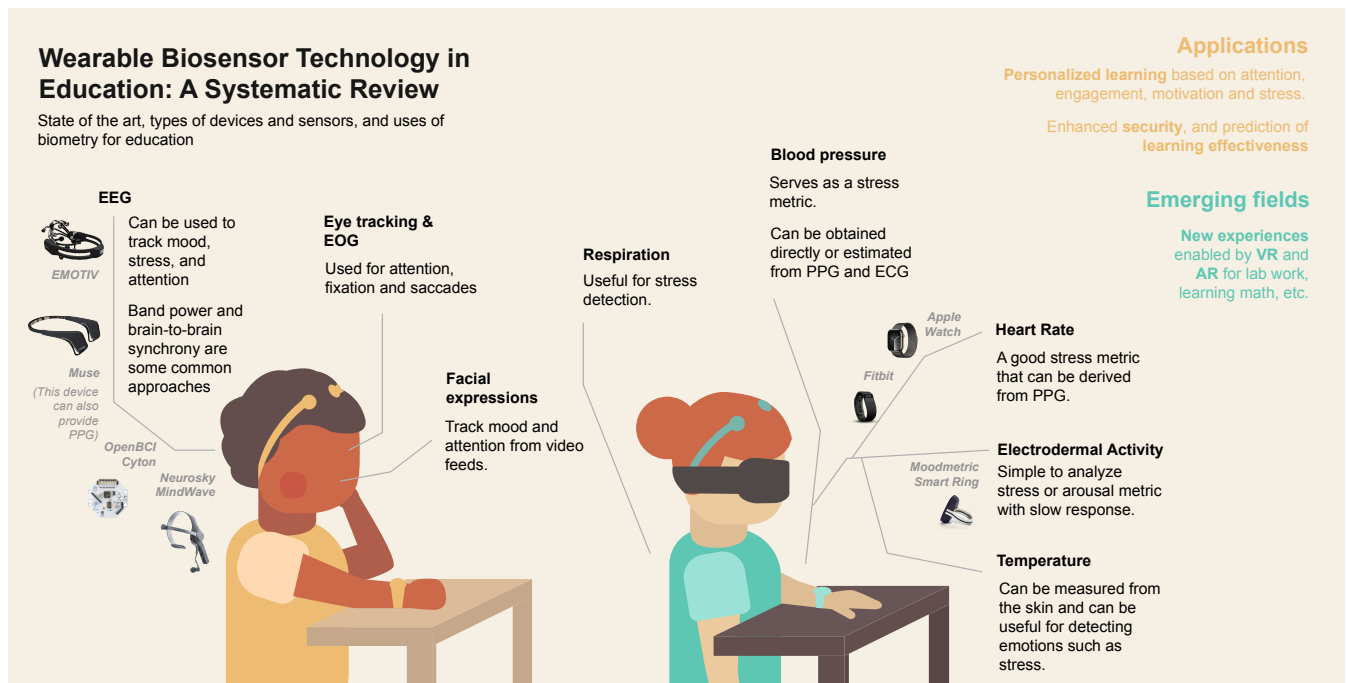 Wearable Biosensor Technology in
Education: A Systematic Review
State of the art, types of devices and sensors, and uses of
biometry for education
Applications
Personalized learning based on attention,
engagement, motivation and stress.
Enhanced security, and prediction of
learning effectiveness
Emerging fields
New experiences
enabled by VR and
AR for lab work,
learning math, etc.
EEG
Can be used to
track mood,
stress, and
attention
Band power and
brain-to-brain
synchrony are
some common
approaches
EMOTIV
Muse
(This device
can also
provide
PPG)
OpenBCI
Cyton
Neurosky
MindWave
Eye tracking &
EOG
Used for attention,
fixation and saccades
Facial
expressions
Track mood and
attention from video
feeds.
Respiration
Useful for stress
detection.
Blood pressure
Serves as a stress
metric.
Can be obtained
directly or estimated
from PPG and ECG
Apple
Watch
Fitbit
Heart Rate
A good stress metric
that can be derived
from PPG.
Moodmetric
Smart Ring
Electrodermal Activity
Simple to analyze
stress or arousal metric
with slow response.
Temperature
Can be measured from
the skin and can be
useful for detecting
emotions such as
stress.